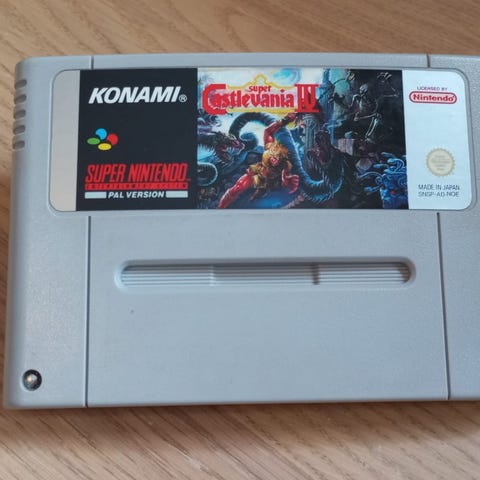 KONAMI®
super
Castlevania IV
LICENSED BY
Nintendo
SUPER NINTENDO
ENTERTAINMENT SYSTEM
PAL VERSION
MADE IN JAPAN
SNSP-AD-NOE